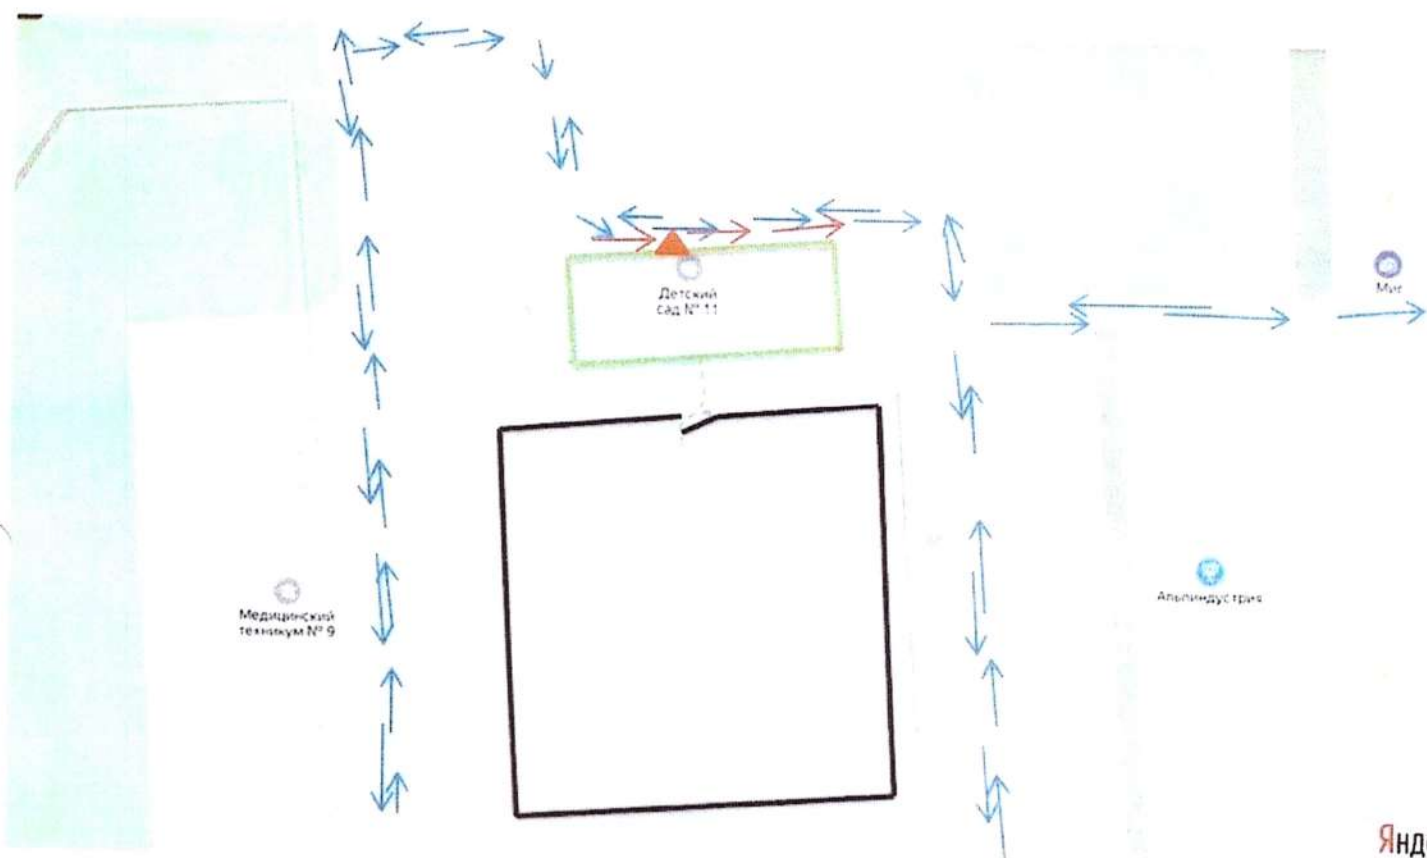 Детский
сад № 11
Миг
Альпиндустрия
Медицинский
техникум № 9
Янд